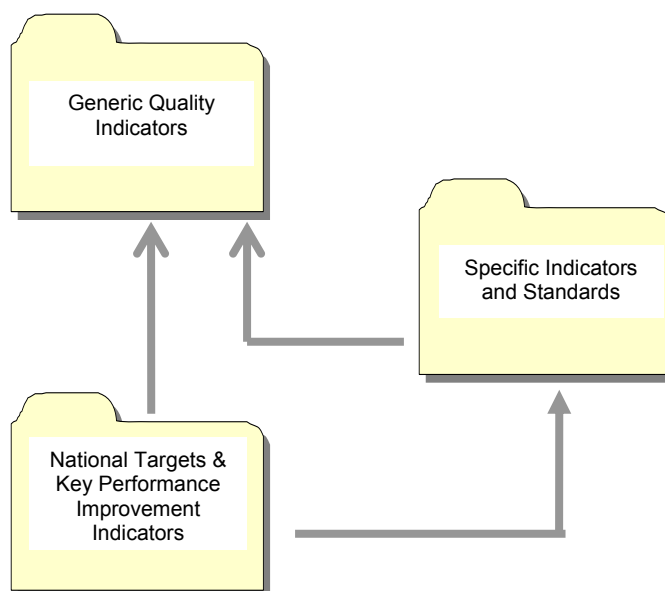 Generic Quality
Indicators
Specific Indicators
and Standards
National Targets &
Key Performance
Improvement
Indicators